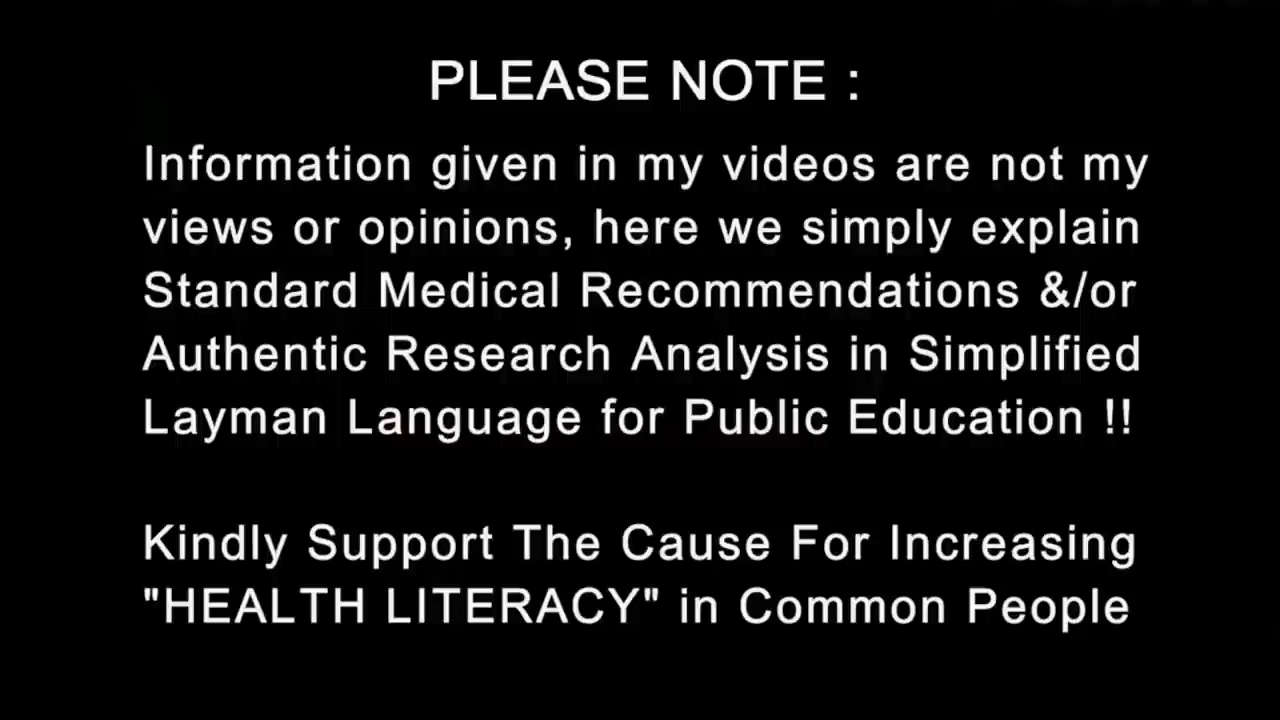 PLEASE NOTE :
Information given in my videos are not my
views or opinions, here we simply explain
Standard Medical Recommendations &/or
Authentic Research Analysis in Simplified
Layman Language for Public Education !!
Kindly Support The Cause For Increasing
"HEALTH LITERACY" in Common People